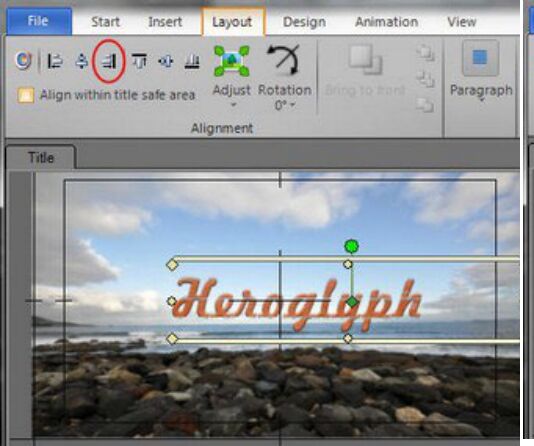 File Start Insert Layout Design Animation View
Align within title safe area
Adjust Rotation Bring to front Paragraph
0°
Alignment
Title
Heroglyph